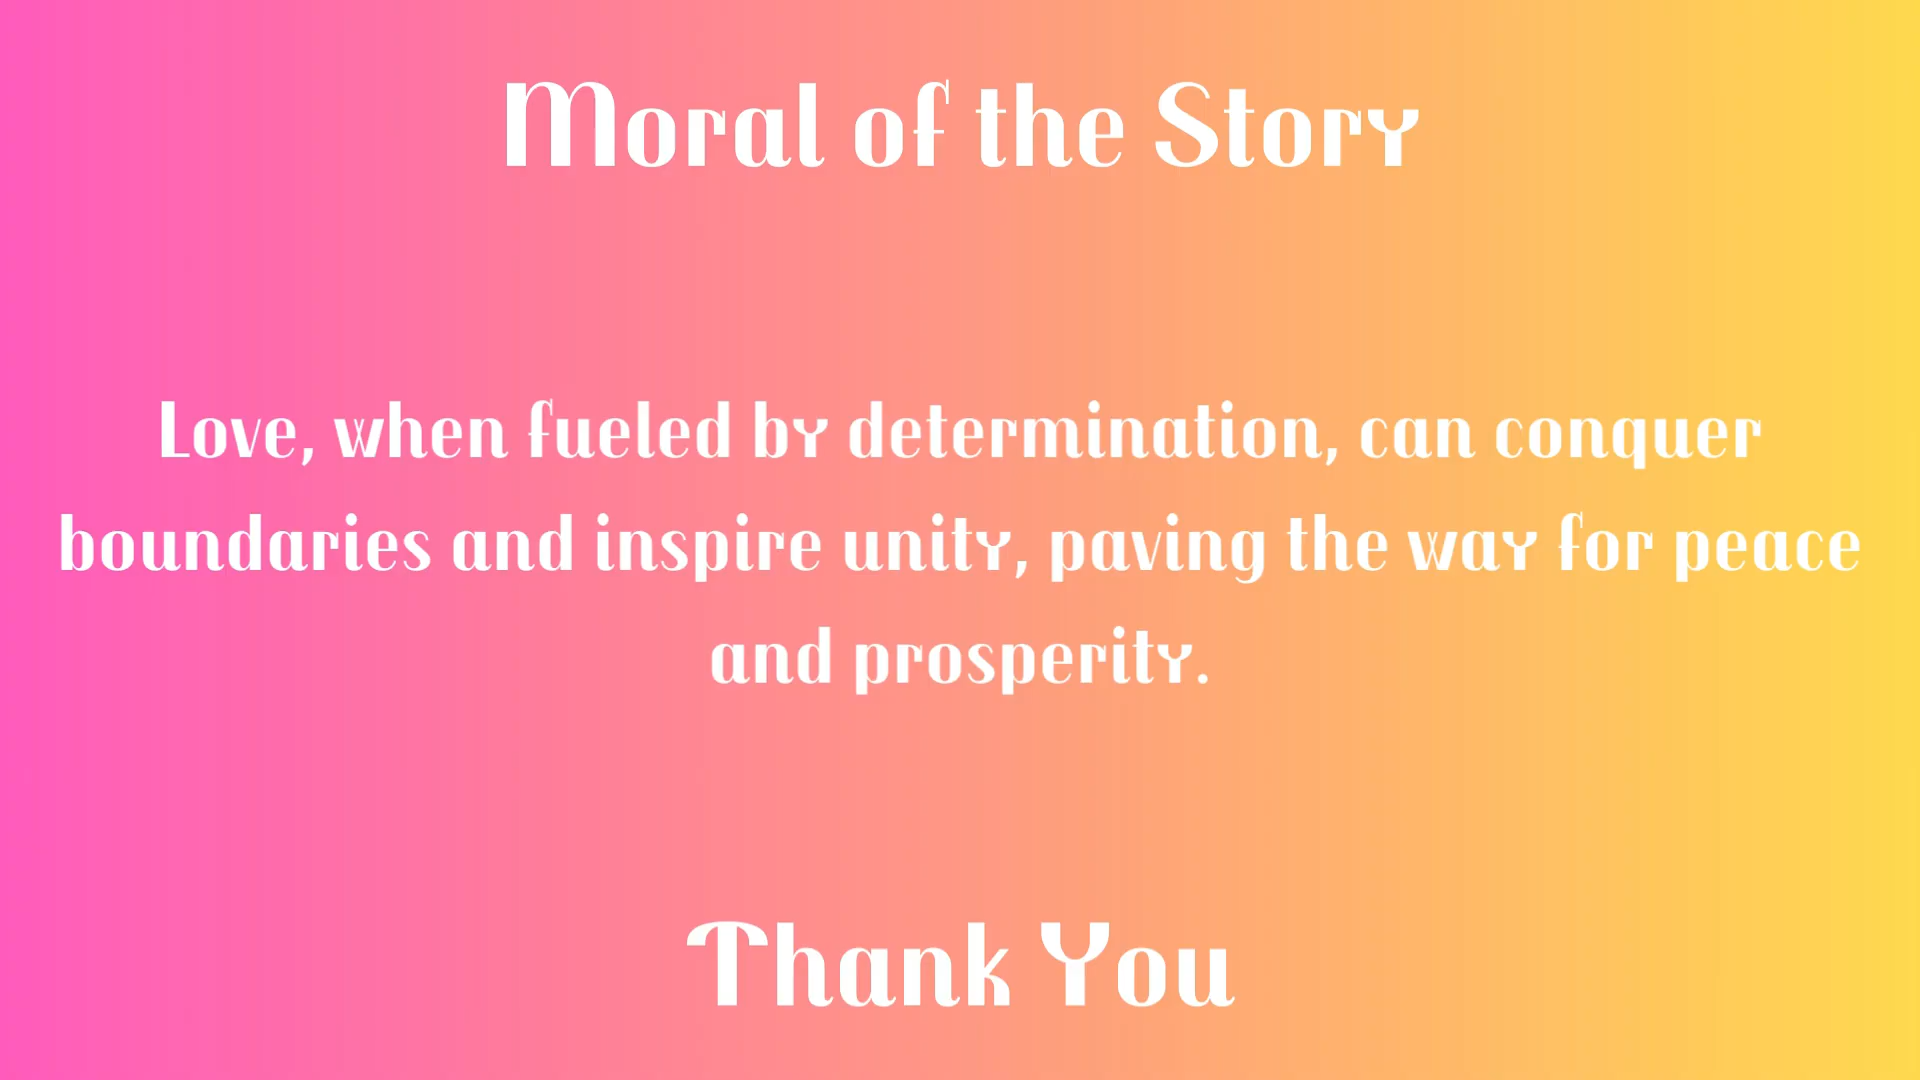 Moral of the Story
Love, when fueled by determination, can conquer
boundaries and inspire unity, paving the way for peace
and prosperity.
Thank You